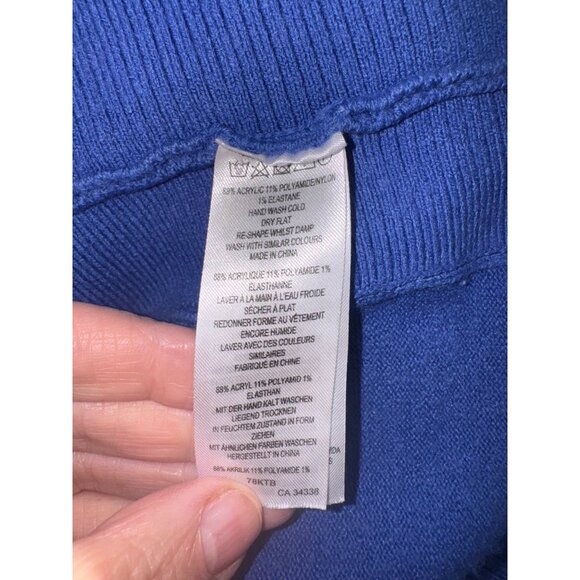 88% ACRYLIC 11% POLYAMIDE/NYLON
1% ELASTANE
HAND WASH COLD
DRY FLAT
RE-SHAPE WHILST DAMP
WASH WITH SIMILAR COLOURS
MADE IN CHINA
88% ACRYLIQUE 11% POLYAMIDE 1%
ELASTHANNE
LAVER À LA MAIN À L'EAU FROIDE
SÉCHER À PLAT
REDONNER FORME AU VÊTEMENT
ENCORE HUMIDE
LAVER AVEC DES COULEURS
SIMILAIRES
FABRIQUÉ EN CHINE
88% ACRYL 11% POLYAMID 1%
ELASTHAN
MIT DER HAND KALT WASCHEN
LIEGEND TROCKNEN
IN FEUCHTEM ZUSTAND IN FORM
ZIEHEN
MIT ÄHNLICHEN FARBEN WASCHEN
HERGESTELLT IN CHINA
88% AKRILIK 11% POLYAMIDE 1%
78KTB
CA 34338